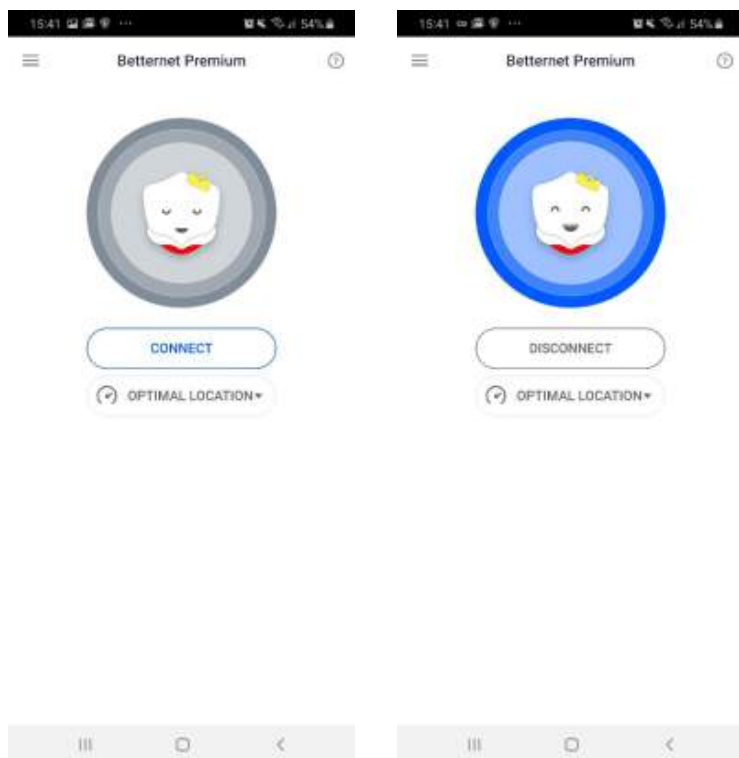 15:41 54%
Betternet Premium
CONNECT
OPTIMAL LOCATION
15:41 54%
Betternet Premium
DISCONNECT
OPTIMAL LOCATION